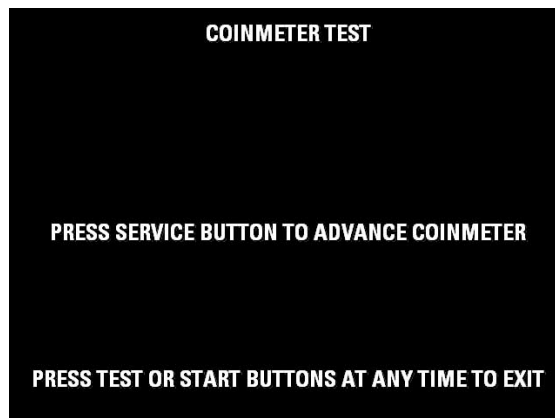 COINMETER TEST
PRESS SERVICE BUTTON TO ADVANCE COINMETER
PRESS TEST OR START BUTTONS AT ANY TIME TO EXIT